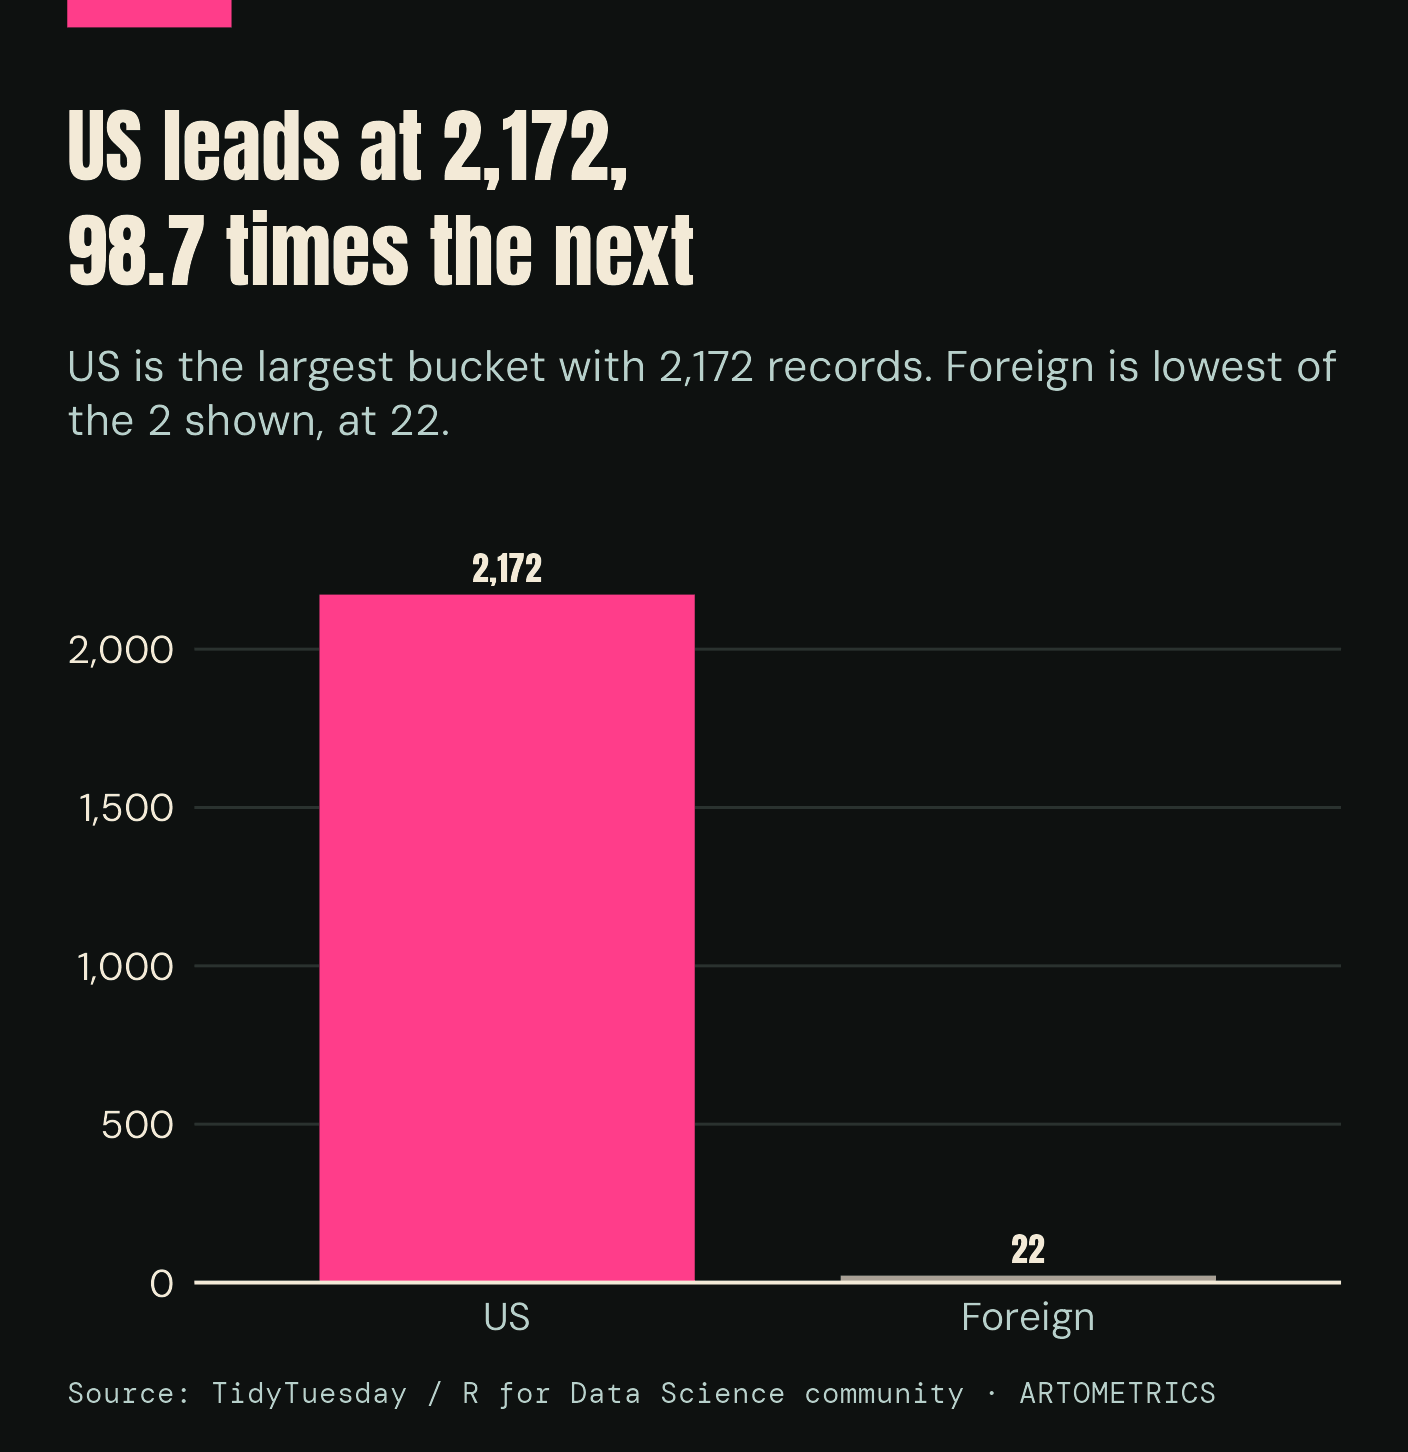 US leads at 2,172,
98.7 times the next
US is the largest bucket with 2,172 records. Foreign is lowest of
the 2 shown, at 22.
2,172
2,000
1,500
1,000
500
22
0
US Foreign
Source: TidyTuesday / R for Data Science community · ARTOMETRICS